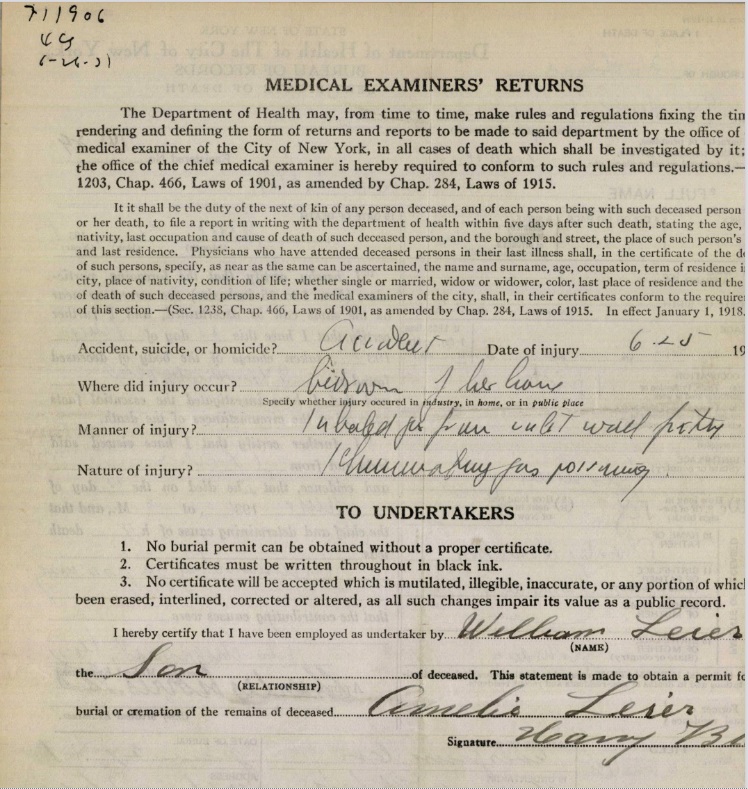 711906
6-26-31
MEDICAL EXAMINERS' RETURNS
The Department of Health may, from time to time, make rules and regulations fixing the tim
rendering and defining the form of returns and reports to be made to said department by the office of
medical examiner of the City of New York, in all cases of death which shall be investigated by it;
the office of the chief medical examiner is hereby required to conform to such rules and regulations.—
1203, Chap. 466, Laws of 1901, as amended by Chap. 284, Laws of 1915.
It it shall be the duty of the next of kin of any person deceased, and of each person being with such deceased person
or her death, to file a report in writing with the department of health within five days after such death, stating the age,
nativity, last occupation and cause of death of such deceased person, and the borough and street, the place of such person's
and last residence. Physicians who have attended deceased persons in their last illness shall, in the certificate of the de
of such persons, specify, as near as the same can be ascertained, the name and surname, age, occupation, term of residence i
city, place of nativity, condition of life; whether single or married, widow or widower, color, last place of residence and the
of death of such deceased persons, and the medical examiners of the city, shall, in their certificates conform to the require
of this section.—(Sec. 1238, Chap. 466, Laws of 1901, as amended by Chap. 284, Laws of 1915. In effect January 1, 1918.
Accident, suicide, or homicide? Accident Date of injury 6-25 19
Where did injury occur? bedroom of her home
Specify whether injury occured in industry, in home, or in public place
Manner of injury? Inhaled gas from wall
Nature of injury? Illuminating gas poisoning.
TO UNDERTAKERS
1. No burial permit can be obtained without a proper certificate.
2. Certificates must be written throughout in black ink.
3. No certificate will be accepted which is mutilated, illegible, inaccurate, or any portion of whic
been erased, interlined, corrected or altered, as all such changes impair its value as a public record.
I hereby certify that I have been employed as undertaker by William Leier
(NAME)
the Son of deceased. This statement is made to obtain a permit fo
(RELATIONSHIP)
burial or cremation of the remains of deceased Amelia Leier
Signature Harry B